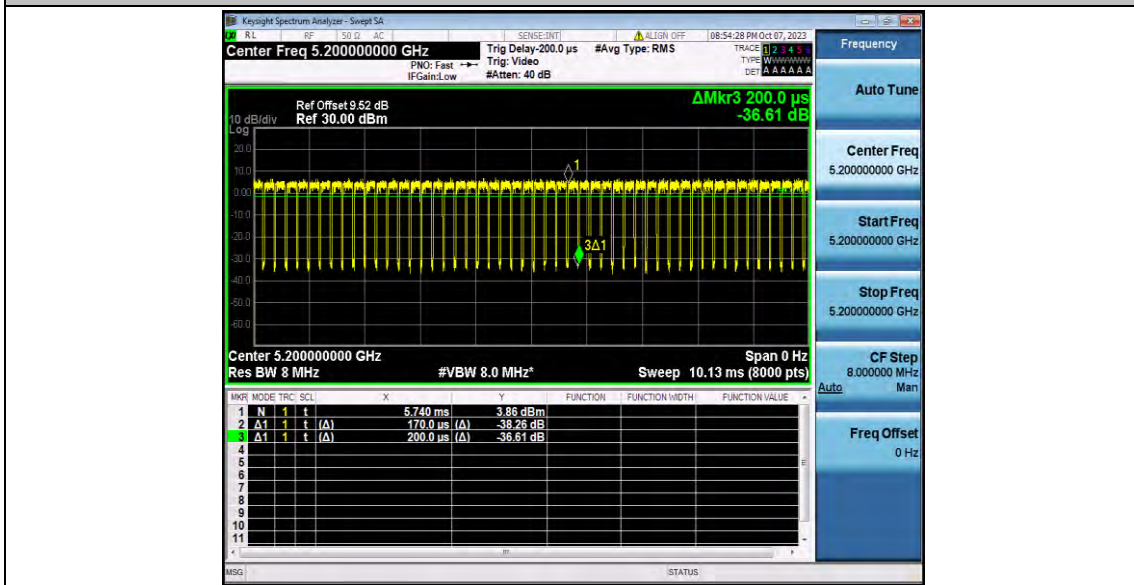 Keysight Spectrum Analyzer - Swept SA
RL RF 50 Ω AC SENSE:INT ALIGN OFF 08:54:28 PM Oct 07, 2023
Center Freq 5.200000000 GHz
PNO: Fast
IFGain:Low
Trig Delay-200.0 µs
Trig: Video
#Atten: 40 dB
#Avg Type: RMS
TRACE 1 2 3 4 5 6
TYPE W
DET A A A A A A
ΔMkr3 200.0 µs
-36.61 dB
Ref Offset 9.52 dB
10 dB/div Ref 30.00 dBm
Log
20.0
10.0
0.00
-10.0
-20.0
-30.0
-40.0
-50.0
-60.0
1
3Δ1
Center 5.200000000 GHz Span 0 Hz
Res BW 8 MHz #VBW 8.0 MHz* Sweep 10.13 ms (8000 pts)
MKR MODE TRC SCL X Y FUNCTION FUNCTION WIDTH FUNCTION VALUE
1 N 1 t 5.740 ms 3.86 dBm
2 Δ1 1 t (Δ) 170.0 µs (Δ) -38.26 dB
3 Δ1 1 t (Δ) 200.0 µs (Δ) -36.61 dB
4
5
6
7
8
9
10
11
MSG STATUS
Frequency
Auto Tune
Center Freq
5.200000000 GHz
Start Freq
5.200000000 GHz
Stop Freq
5.200000000 GHz
CF Step
8.000000 MHz
Auto Man
Freq Offset
0 Hz